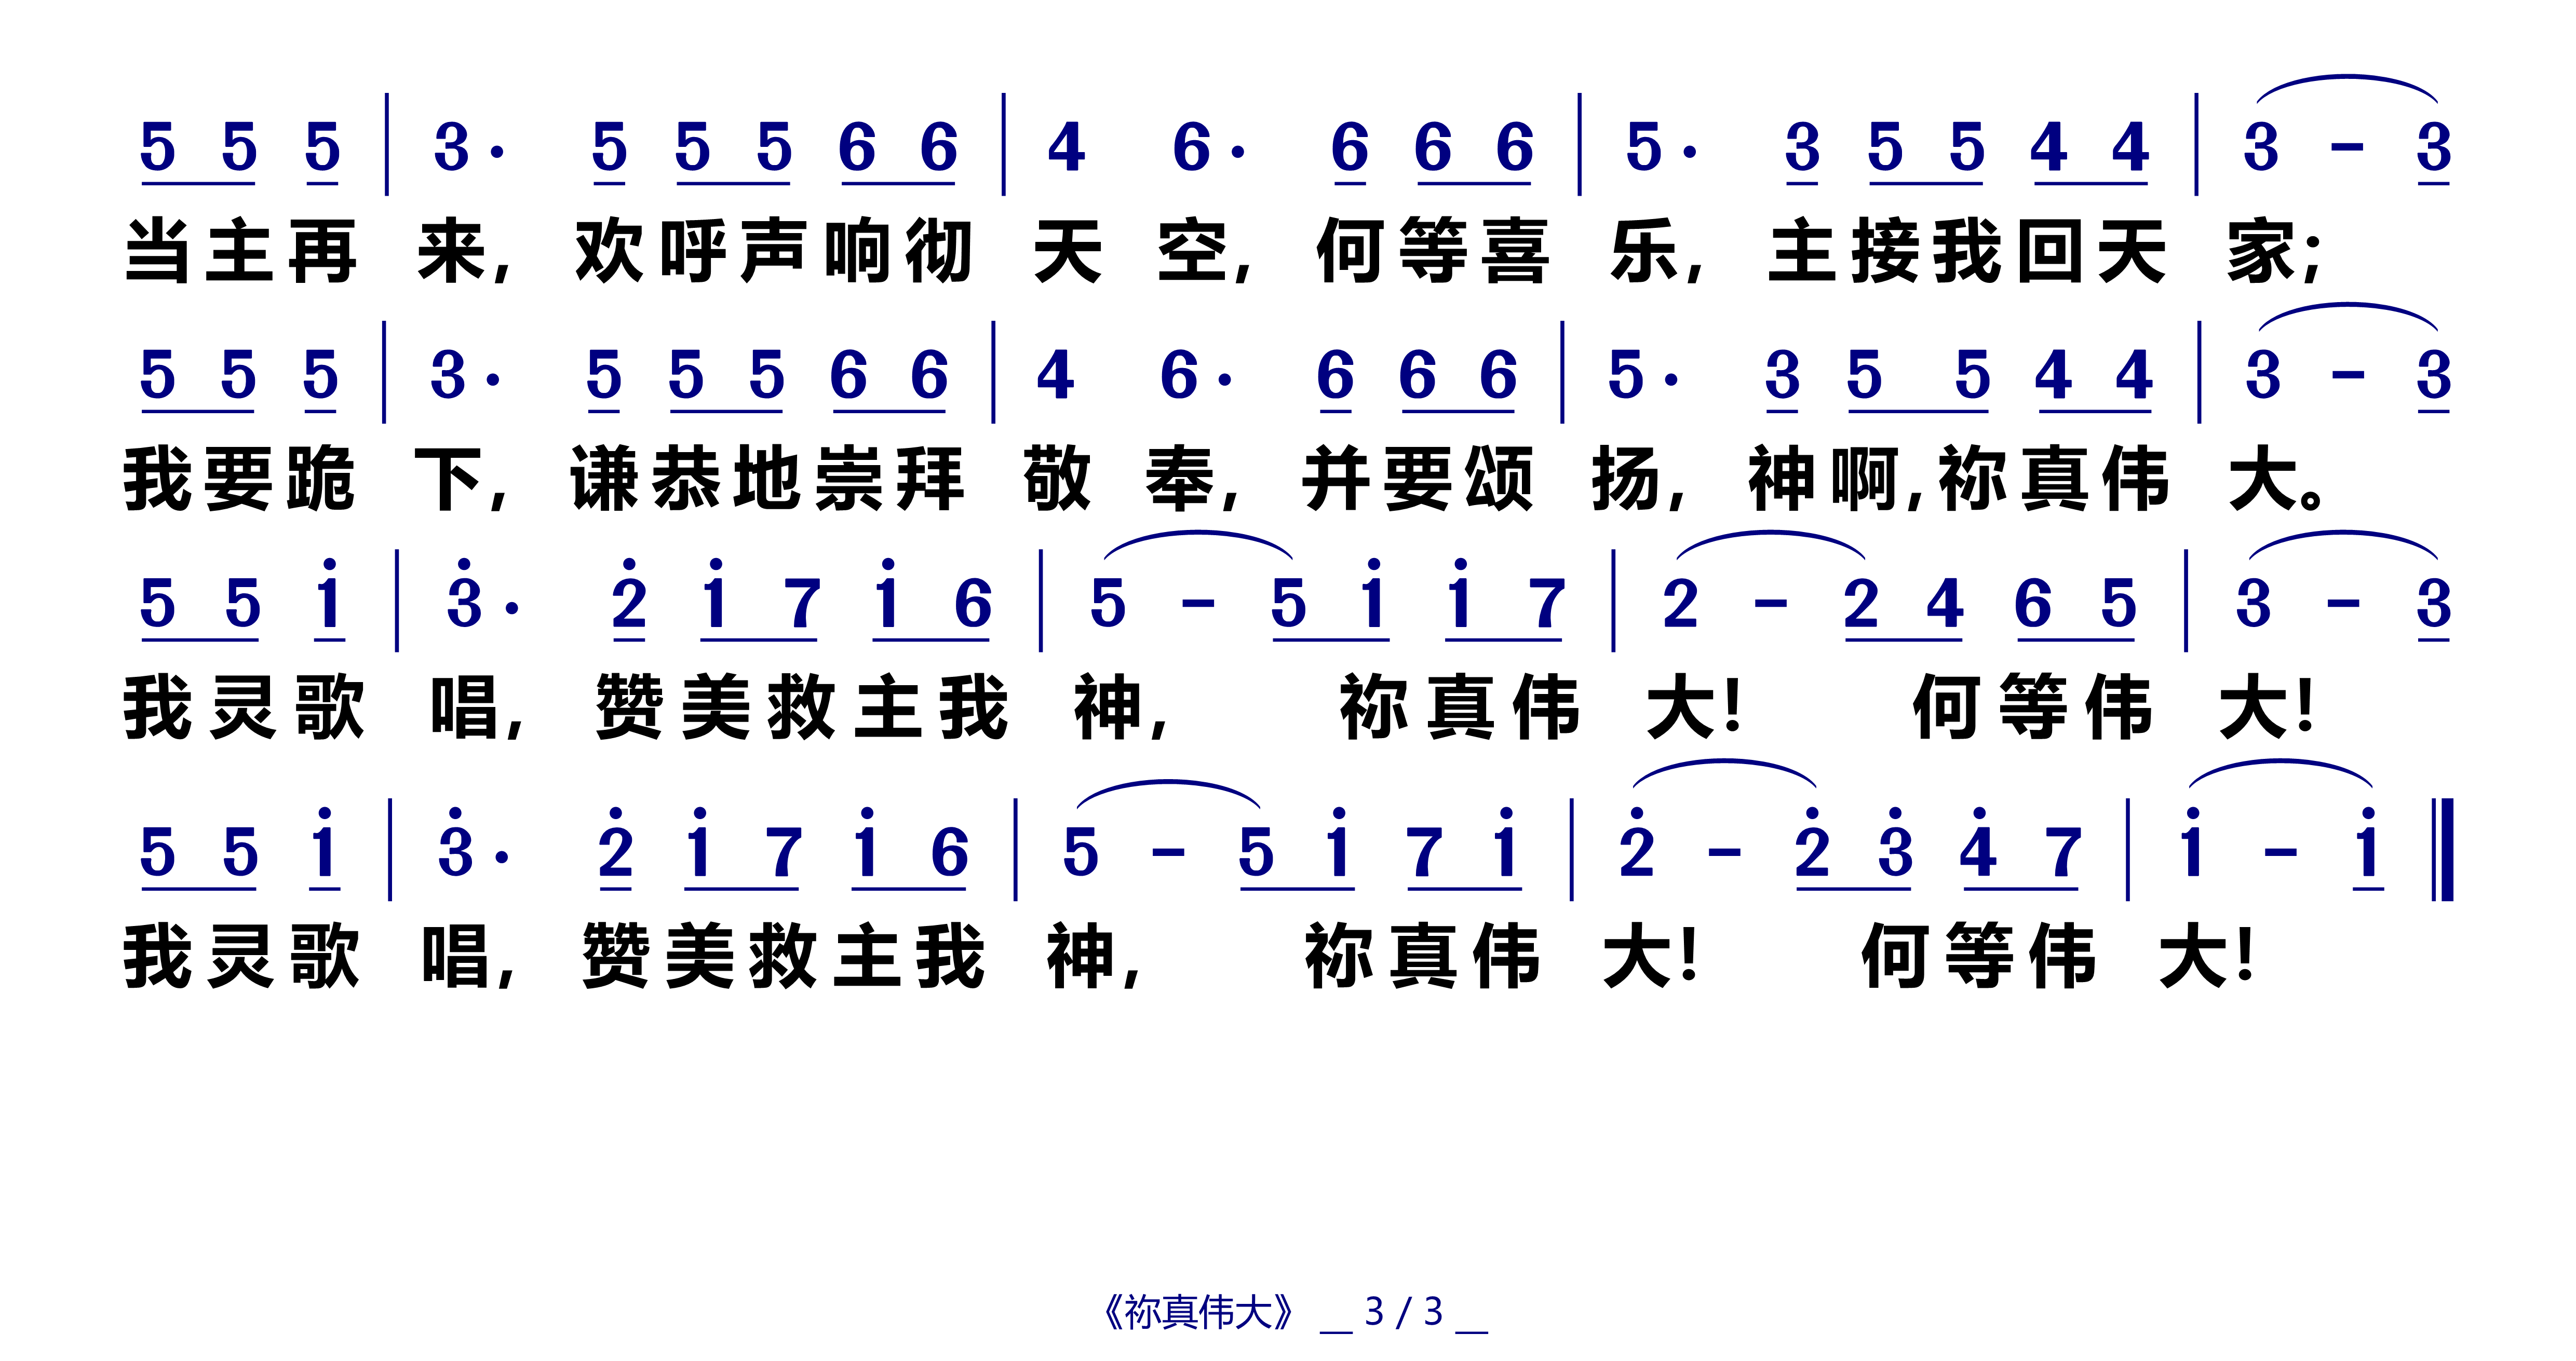 5 5 5 | 3· 5 5 5 6 6 | 4 6· 6 6 6 | 5· 3 5 5 4 4 | 3 – 3
当主再 来, 欢呼声响彻 天 空, 何等喜 乐, 主接我回天 家;
5 5 5 | 3· 5 5 5 6 6 | 4 6· 6 6 6 | 5· 3 5 5 4 4 | 3 – 3
我要跪 下, 谦恭地崇拜 敬 奉, 并要颂 扬, 神啊,祢真伟 大。
5 5 1̇ | 3̇· 2̇ 1̇ 7 1̇ 6 | 5 – 5 1̇ 1̇ 7 | 2 – 2 4 6 5 | 3 – 3
我灵歌 唱, 赞美救主我 神, 祢真伟 大! 何等伟 大!
5 5 1̇ | 3̇· 2̇ 1̇ 7 1̇ 6 | 5 – 5 1̇ 7 1̇ | 2̇ – 2̇ 3̇ 4̇ 7 | 1̇ – 1̇ ‖
我灵歌 唱, 赞美救主我 神, 祢真伟 大! 何等伟 大!
《祢真伟大》 __ 3 / 3 __